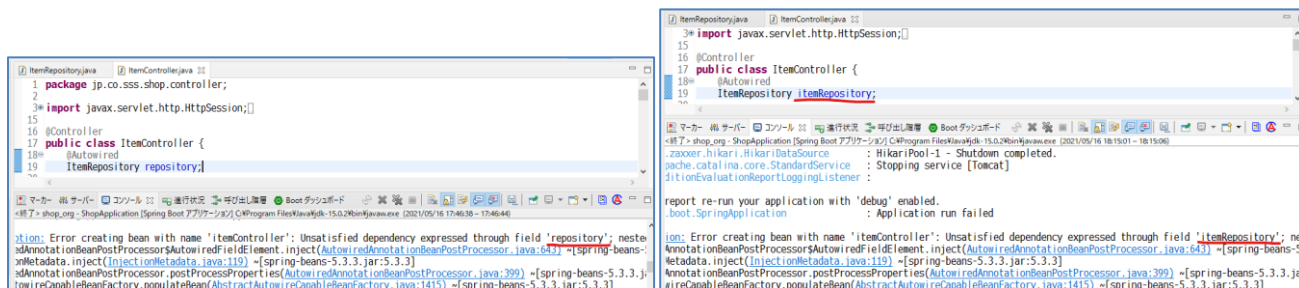 ItemRepository.java ItemController.java
1 package jp.co.sss.shop.controller;
2
3 import javax.servlet.http.HttpSession;
15
16 @Controller
17 public class ItemController {
18 @Autowired
19 ItemRepository repository;
マーカー サーバー コンソール 進行状況 呼び出し階層 Boot ダッシュボード
<終了> shop_org - ShopApplication [Spring Boot アプリケーション] C:¥Program Files¥Java¥jdk-15.0.2¥bin¥javaw.exe (2021/05/16 17:46:38 – 17:46:44)
ption: Error creating bean with name 'itemController': Unsatisfied dependency expressed through field 'repository'; neste
edAnnotationBeanPostProcessor$AutowiredFieldElement.inject(AutowiredAnnotationBeanPostProcessor.java:643) ~[spring-beans-5
onMetadata.inject(InjectionMetadata.java:119) ~[spring-beans-5.3.3.jar:5.3.3]
edAnnotationBeanPostProcessor.postProcessProperties(AutowiredAnnotationBeanPostProcessor.java:399) ~[spring-beans-5.3.3.j
towireCapableBeanFactory.populateBean(AbstractAutowireCapableBeanFactory.java:1415) ~[spring-beans-5.3.3.jar:5.3.3]
ItemRepository.java ItemController.java
3 import javax.servlet.http.HttpSession;
15
16 @Controller
17 public class ItemController {
18 @Autowired
19 ItemRepository itemRepository;
マーカー サーバー コンソール 進行状況 呼び出し階層 Boot ダッシュボード
<終了> shop_org - ShopApplication [Spring Boot アプリケーション] C:¥Program Files¥Java¥jdk-15.0.2¥bin¥javaw.exe (2021/05/16 18:15:01 – 18:15:06)
.zaxxer.hikari.HikariDataSource : HikariPool-1 - Shutdown completed.
pache.catalina.core.StandardService : Stopping service [Tomcat]
ditionEvaluationReportLoggingListener :
report re-run your application with 'debug' enabled.
.boot.SpringApplication : Application run failed
ion: Error creating bean with name 'itemController': Unsatisfied dependency expressed through field 'itemRepository'; ne
AnnotationBeanPostProcessor$AutowiredFieldElement.inject(AutowiredAnnotationBeanPostProcessor.java:643) ~[spring-beans-5
Metadata.inject(InjectionMetadata.java:119) ~[spring-beans-5.3.3.jar:5.3.3]
AnnotationBeanPostProcessor.postProcessProperties(AutowiredAnnotationBeanPostProcessor.java:399) ~[spring-beans-5.3.3.ja
wireCapableBeanFactory.populateBean(AbstractAutowireCapableBeanFactory.java:1415) ~[spring-beans-5.3.3.jar:5.3.3]